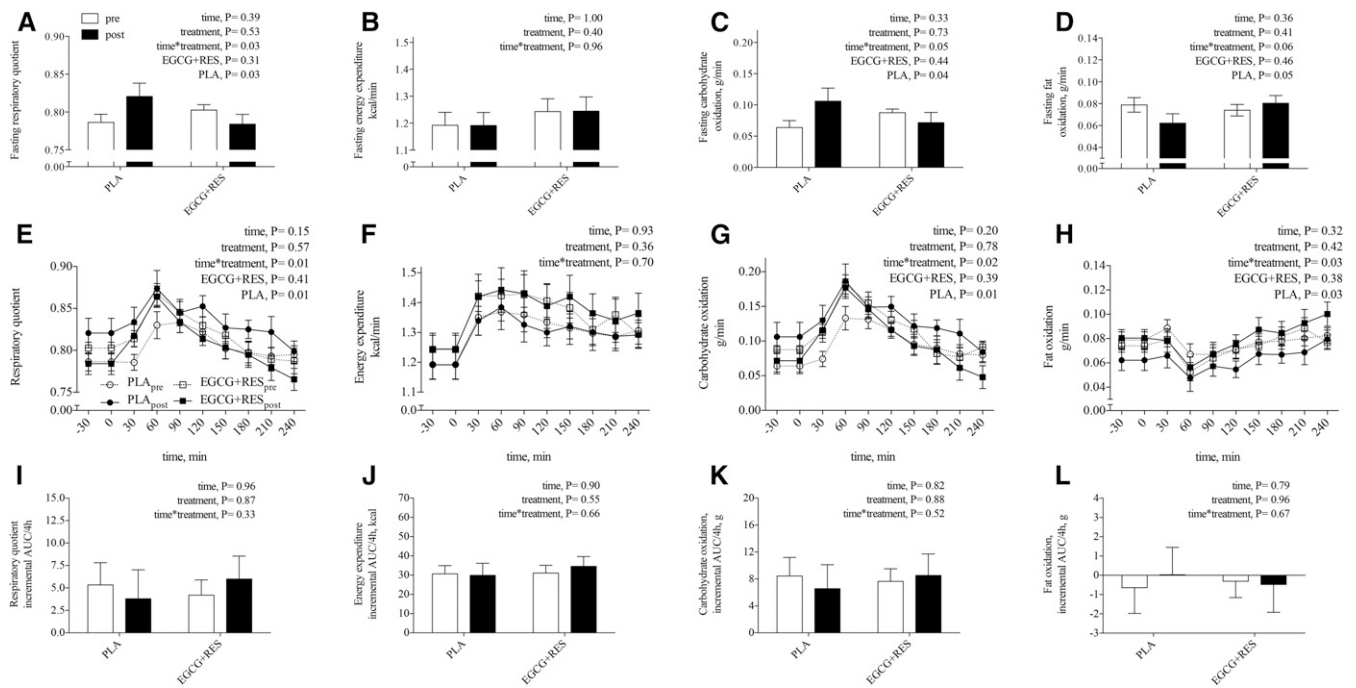 A
pre
post
time, P= 0.39
treatment, P= 0.53
time*treatment, P= 0.03
EGCG+RES, P= 0.31
PLA, P= 0.03
Fasting respiratory quotient
0.90
0.85
0.80
0.75
0.00
PLA
EGCG+RES
B
time, P= 1.00
treatment, P= 0.40
time*treatment, P= 0.96
Fasting energy expenditure
kcal/min
1.4
1.3
1.2
1.1
0
PLA
EGCG+RES
C
time, P= 0.33
treatment, P= 0.73
time*treatment, P= 0.05
EGCG+RES, P= 0.44
PLA, P= 0.04
Fasting carbohydrate
oxidation, g/min
0.20
0.15
0.10
0.05
0.00
PLA
EGCG+RES
D
time, P= 0.36
treatment, P= 0.41
time*treatment, P= 0.06
EGCG+RES, P= 0.46
PLA, P= 0.05
Fasting fat
oxidation, g/min
0.12
0.10
0.08
0.06
0.04
0.00
PLA
EGCG+RES
E
time, P= 0.15
treatment, P= 0.57
time*treatment, P= 0.01
EGCG+RES, P= 0.41
PLA, P= 0.01
Respiratory quotient
0.90
0.85
0.80
0.75
0.00
PLApre
EGCG+RESpre
PLApost
EGCG+RESpost
-30 0 30 60 90 120 150 180 210 240
time, min
F
time, P= 0.93
treatment, P= 0.36
time*treatment, P= 0.70
Energy expenditure
kcal/min
1.5
1.4
1.3
1.2
1.1
0.0
-30 0 30 60 90 120 150 180 210 240
time, min
G
time, P= 0.20
treatment, P= 0.78
time*treatment, P= 0.02
EGCG+RES, P= 0.39
PLA, P= 0.01
Carbohydrate oxidation
g/min
0.20
0.15
0.10
0.05
0.00
-30 0 30 60 90 120 150 180 210 240
time, min
H
time, P= 0.32
treatment, P= 0.42
time*treatment, P= 0.03
EGCG+RES, P= 0.38
PLA, P= 0.03
Fat oxidation
g/min
0.12
0.10
0.08
0.06
0.04
0.00
-30 0 30 60 90 120 150 180 210 240
time, min
I
time, P= 0.96
treatment, P= 0.87
time*treatment, P= 0.33
Respiratory quotient
incremental AUC/4h
15.0
12.5
10.0
7.5
5.0
2.5
0.0
PLA
EGCG+RES
J
time, P= 0.90
treatment, P= 0.55
time*treatment, P= 0.66
Energy expenditure
incremental AUC/4h, kcal
70
60
50
40
30
20
10
0
PLA
EGCG+RES
K
time, P= 0.82
treatment, P= 0.88
time*treatment, P= 0.52
Carbohydrate oxidation,
incremental AUC/4h, g
20
16
12
8
4
0
PLA
EGCG+RES
L
time, P= 0.79
treatment, P= 0.96
time*treatment, P= 0.67
Fat oxidation,
incremental AUC/4h, g
4
3
2
1
0
-1
-2
-3
PLA
EGCG+RES